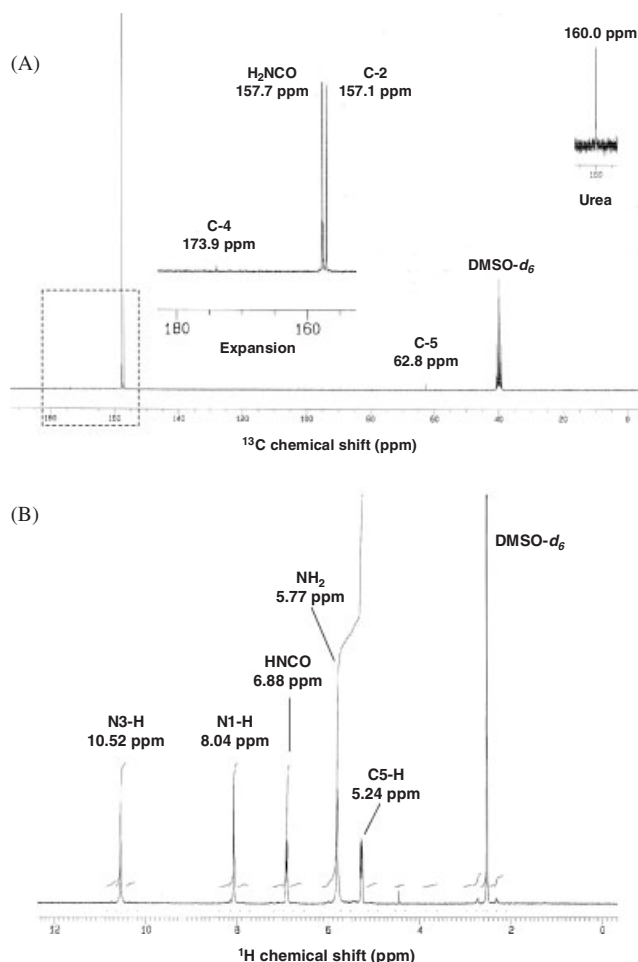 (A)
H₂NCO
157.7 ppm
C-2
157.1 ppm
160.0 ppm
160
Urea
C-4
173.9 ppm
DMSO-d₆
180
160
Expansion
C-5
62.8 ppm
180
160
140
120
100
80
60
40
20
0
¹³C chemical shift (ppm)
(B)
DMSO-d₆
NH₂
5.77 ppm
HNCO
6.88 ppm
N3-H
10.52 ppm
N1-H
8.04 ppm
C5-H
5.24 ppm
12
10
8
6
4
2
0
¹H chemical shift (ppm)